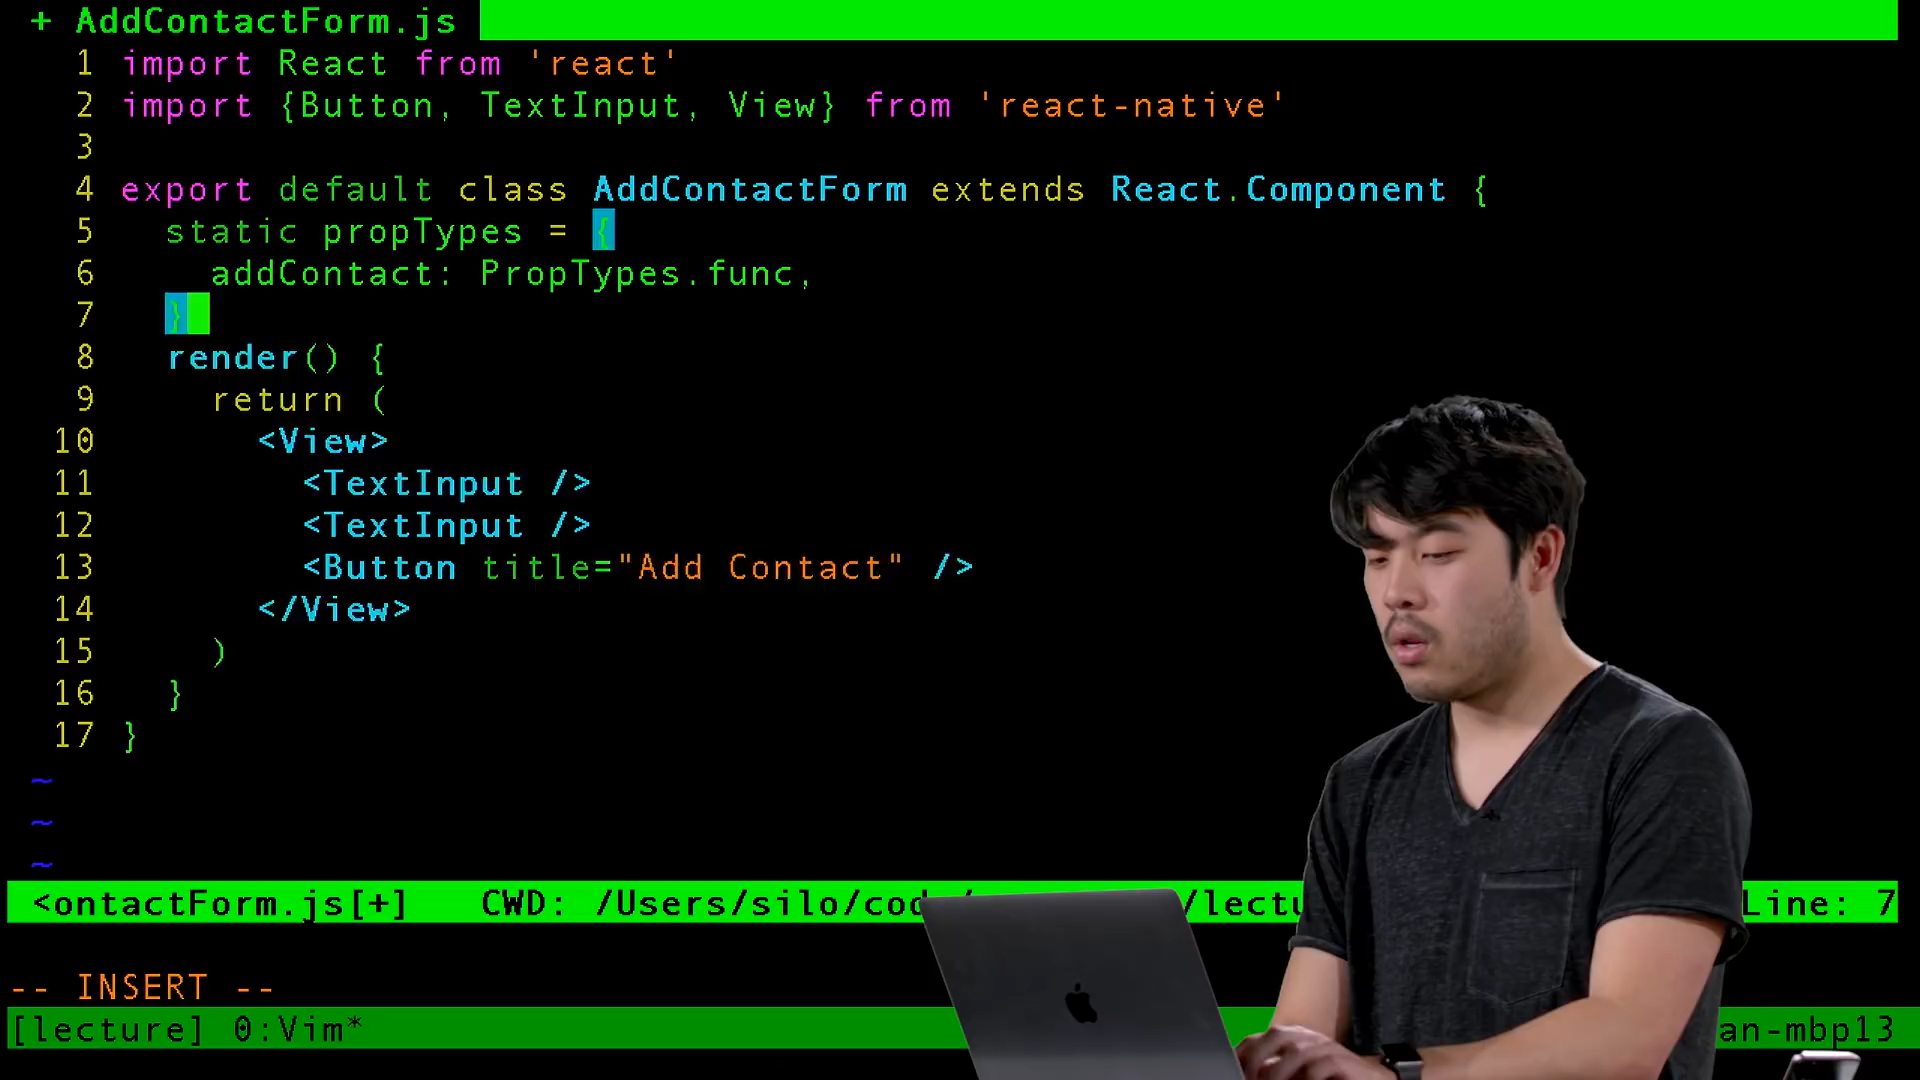 + AddContactForm.js
1 import React from 'react'
2 import {Button, TextInput, View} from 'react-native'
3
4 export default class AddContactForm extends React.Component {
5 static propTypes = {
6 addContact: PropTypes.func,
7 }
8 render() {
9 return (
10 <View>
11 <TextInput />
12 <TextInput />
13 <Button title="Add Contact" />
14 </View>
15 )
16 }
17 }
~
~
~
<ontactForm.js[+] CWD: /Users/silo/cod /lectu Line: 7
-- INSERT --
[lecture] 0:Vim* an-mbp13